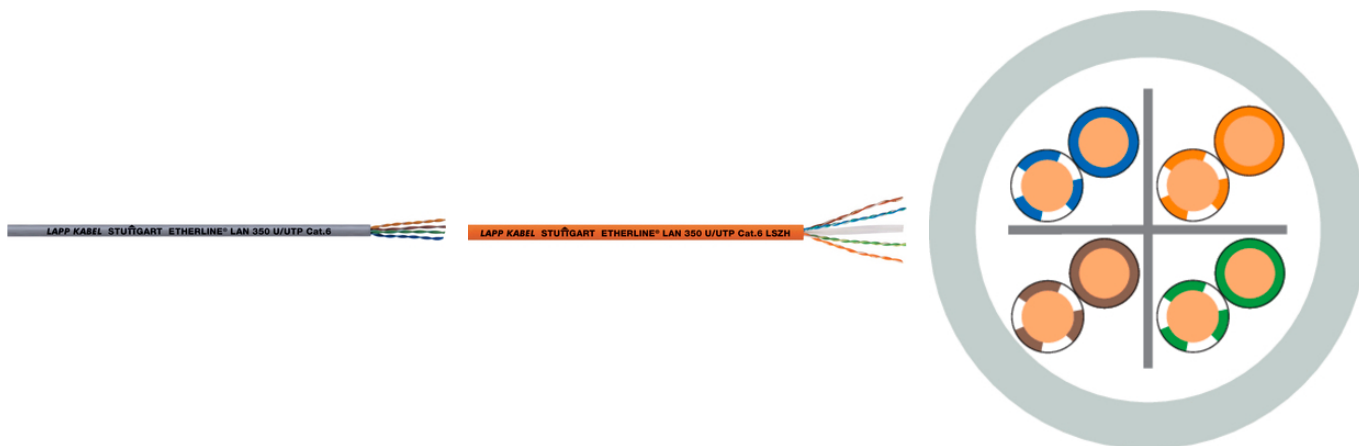 LAPP KABEL STUTTGART ETHERLINE® LAN 350 U/UTP Cat.6
LAPP KABEL STUTTGART ETHERLINE® LAN 350 U/UTP Cat.6 LSZH